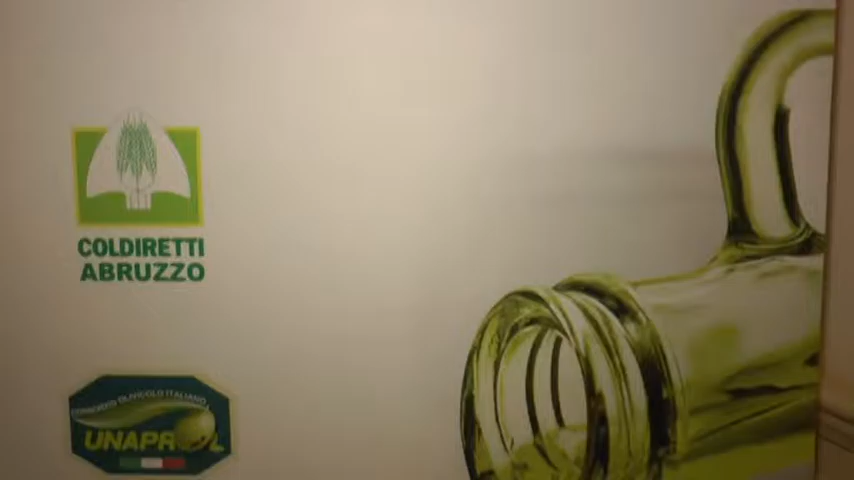 COLDIRETTI
ABRUZZO
CONSORZIO OLIVICOLO ITALIANO
UNAPROL